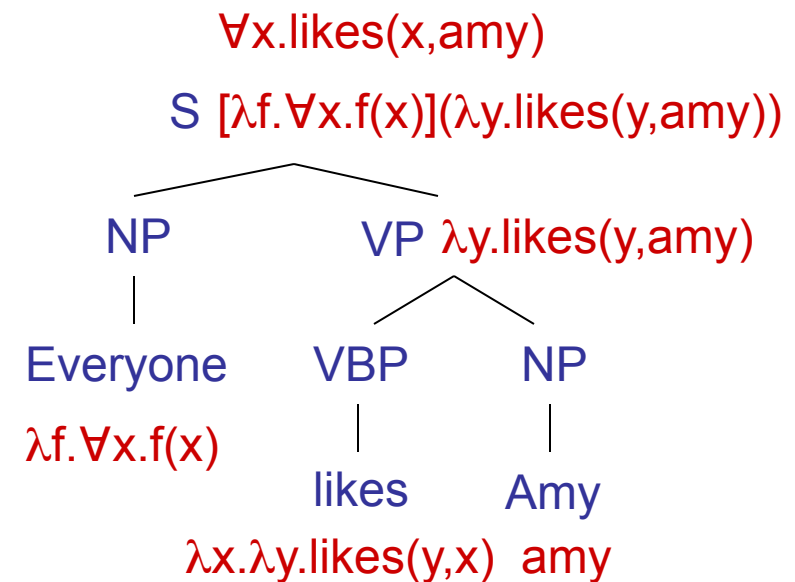 ∀x.likes(x,amy)
S [λf.∀x.f(x)](λy.likes(y,amy))
NP VP λy.likes(y,amy)
Everyone VBP NP
λf.∀x.f(x)
likes Amy
λx.λy.likes(y,x) amy